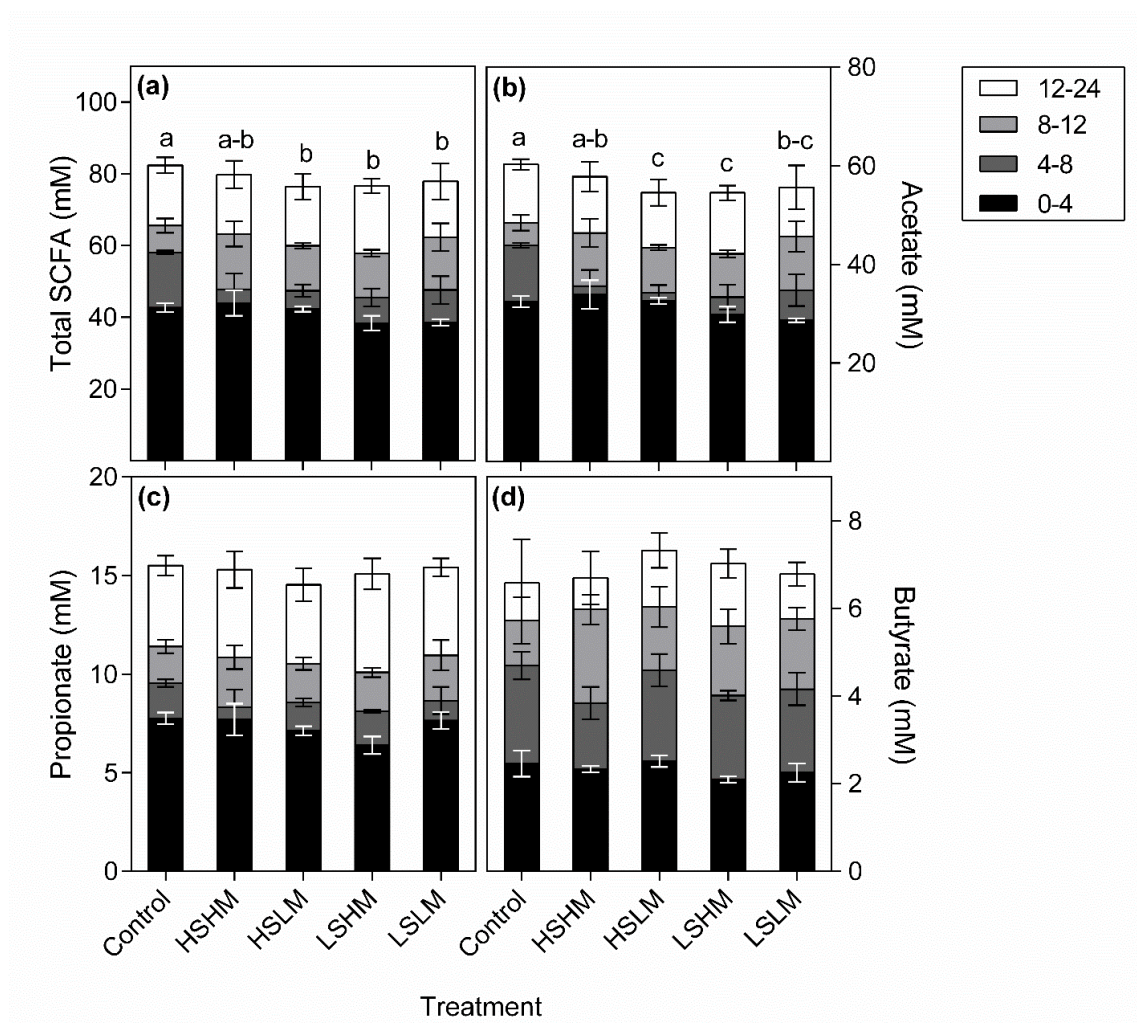 (a)
100
80
60
40
20
Total SCFA (mM)
a a-b b b b
(b)
a a-b c c b-c
80
60
40
20
Acetate (mM)
12-24
8-12
4-8
0-4
(c)
20
15
10
5
0
Propionate (mM)
(d)
8
6
4
2
0
Butyrate (mM)
Control HSHM HSLM LSHM LSLM
Control HSHM HSLM LSHM LSLM
Treatment